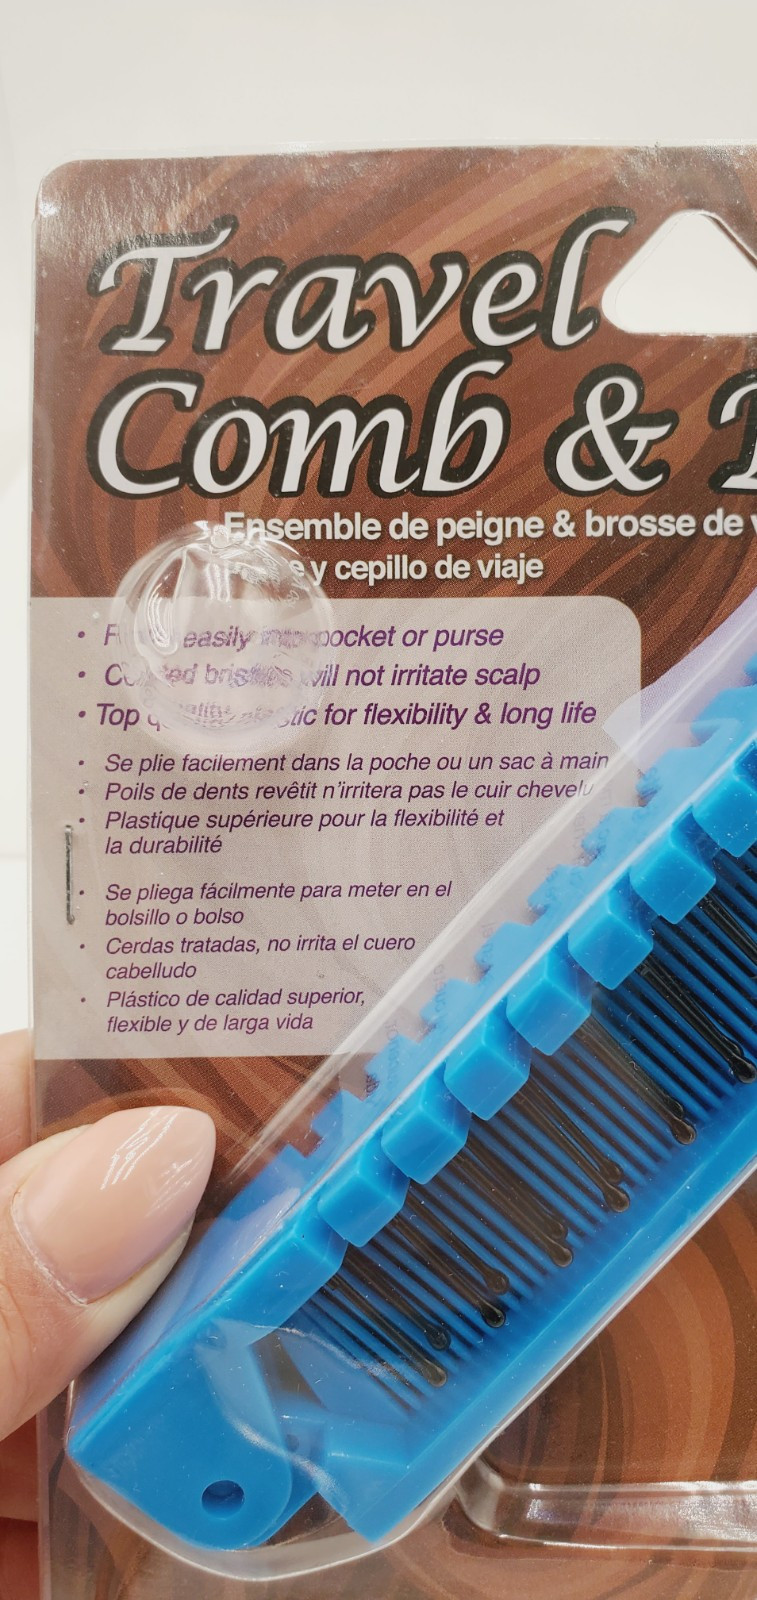 Travel
Comb &
Ensemble de peigne & brosse de
y cepillo de viaje
• easily pocket or purse
• will not irritate scalp
• Top quality plastic for flexibility & long life
• Se plie facilement dans la poche ou un sac à main
• Poils de dents revêtit n'irritera pas le cuir chevelu
• Plastique supérieure pour la flexibilité et
la durabilité
• Se pliega fácilmente para meter en el
bolsillo o bolso
• Cerdas tratadas, no irrita el cuero
cabelludo
• Plástico de calidad superior,
flexible y de larga vida